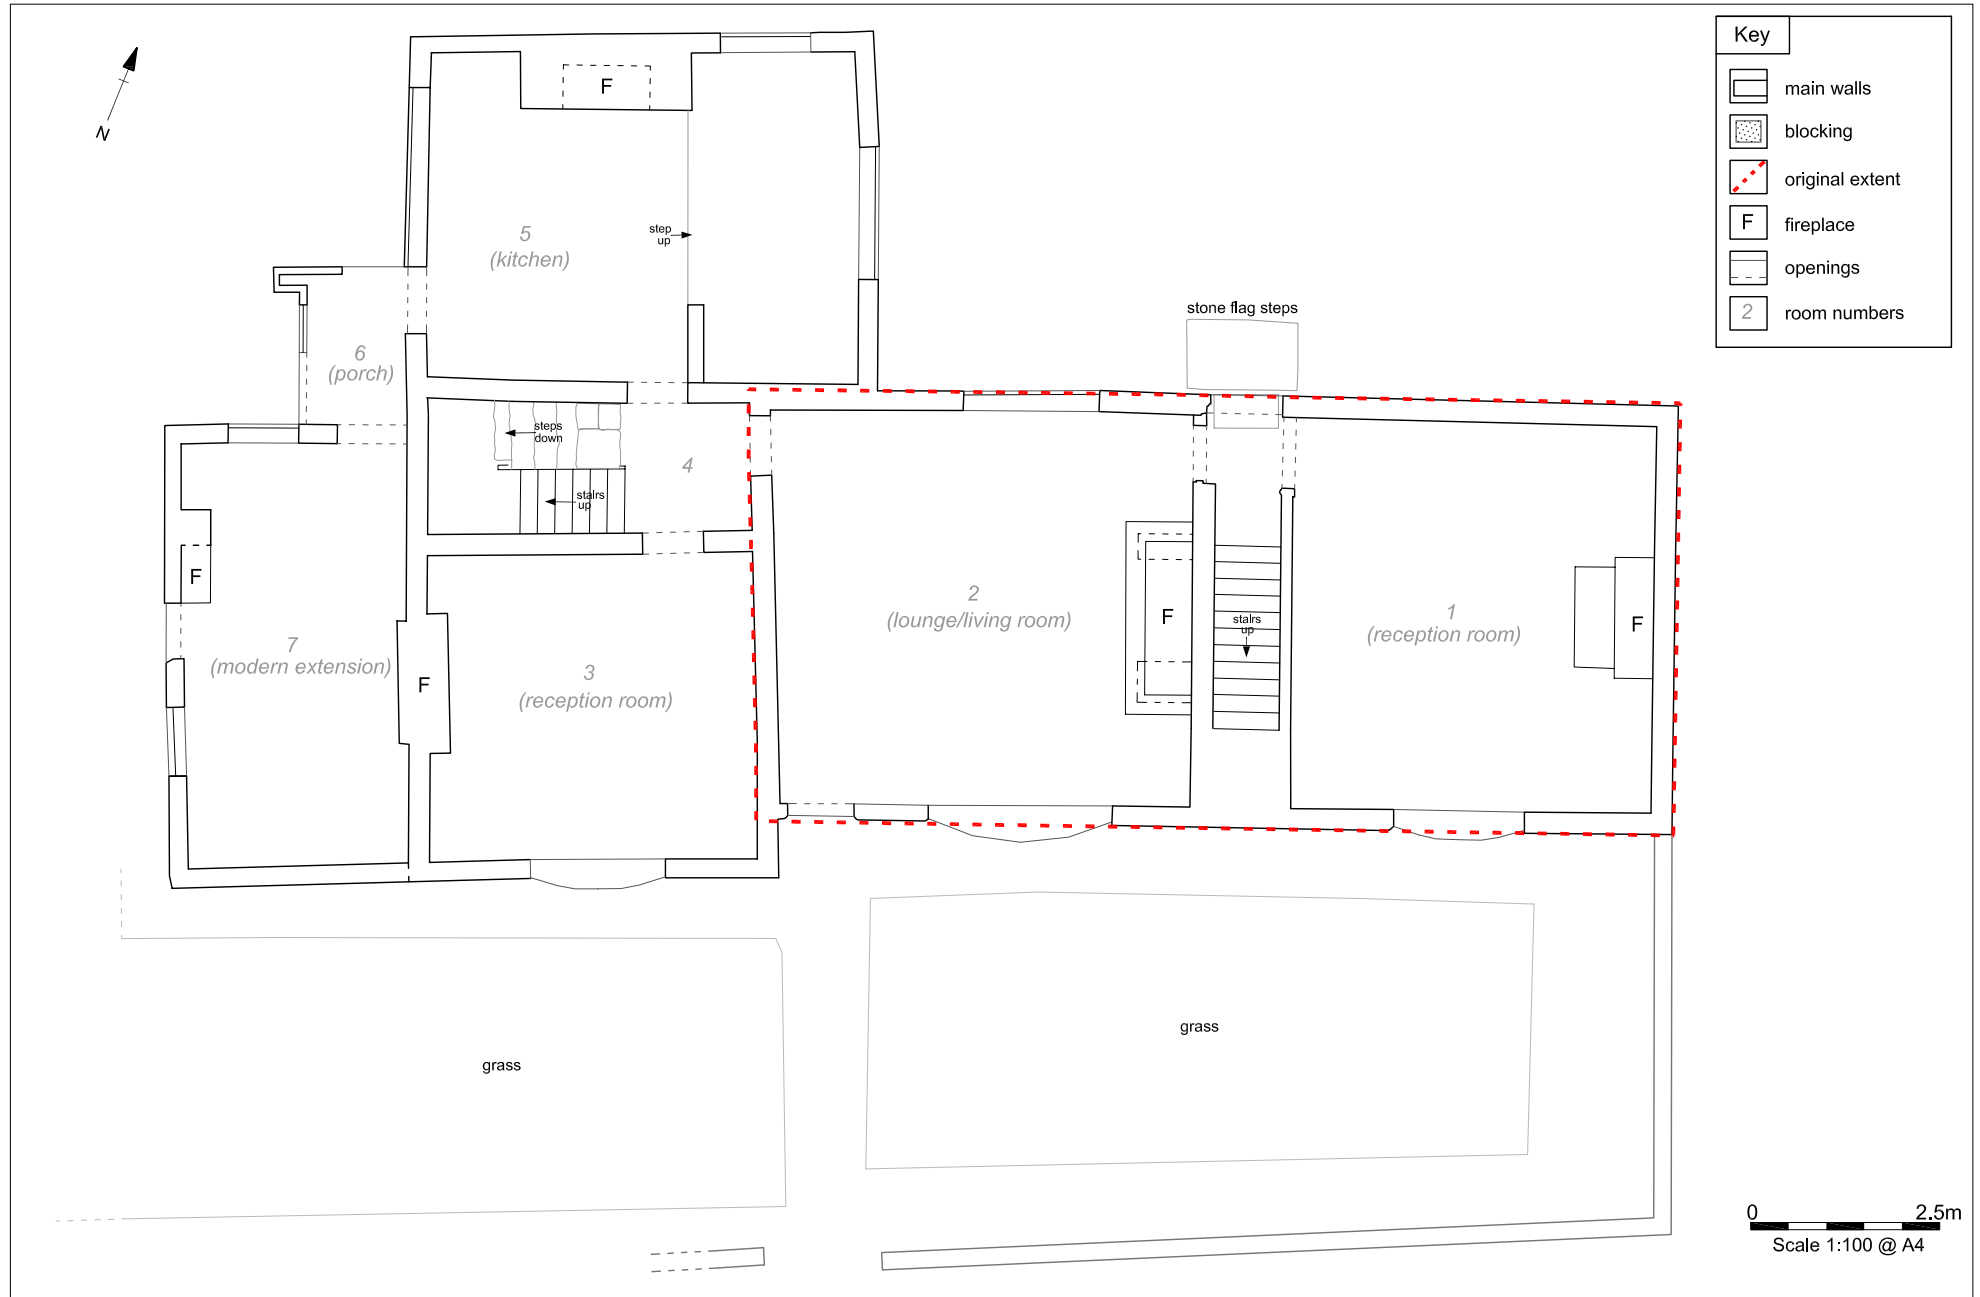 Key
main walls
blocking
original extent
F
fireplace
openings
2
room numbers
N
F
5
(kitchen)
step
up
stone flag steps
6
(porch)
steps
down
4
stairs
up
F
7
(modern extension)
F
3
(reception room)
2
(lounge/living room)
F
stairs
up
1
(reception room)
F
grass
grass
0
2.5m
Scale 1:100 @ A4